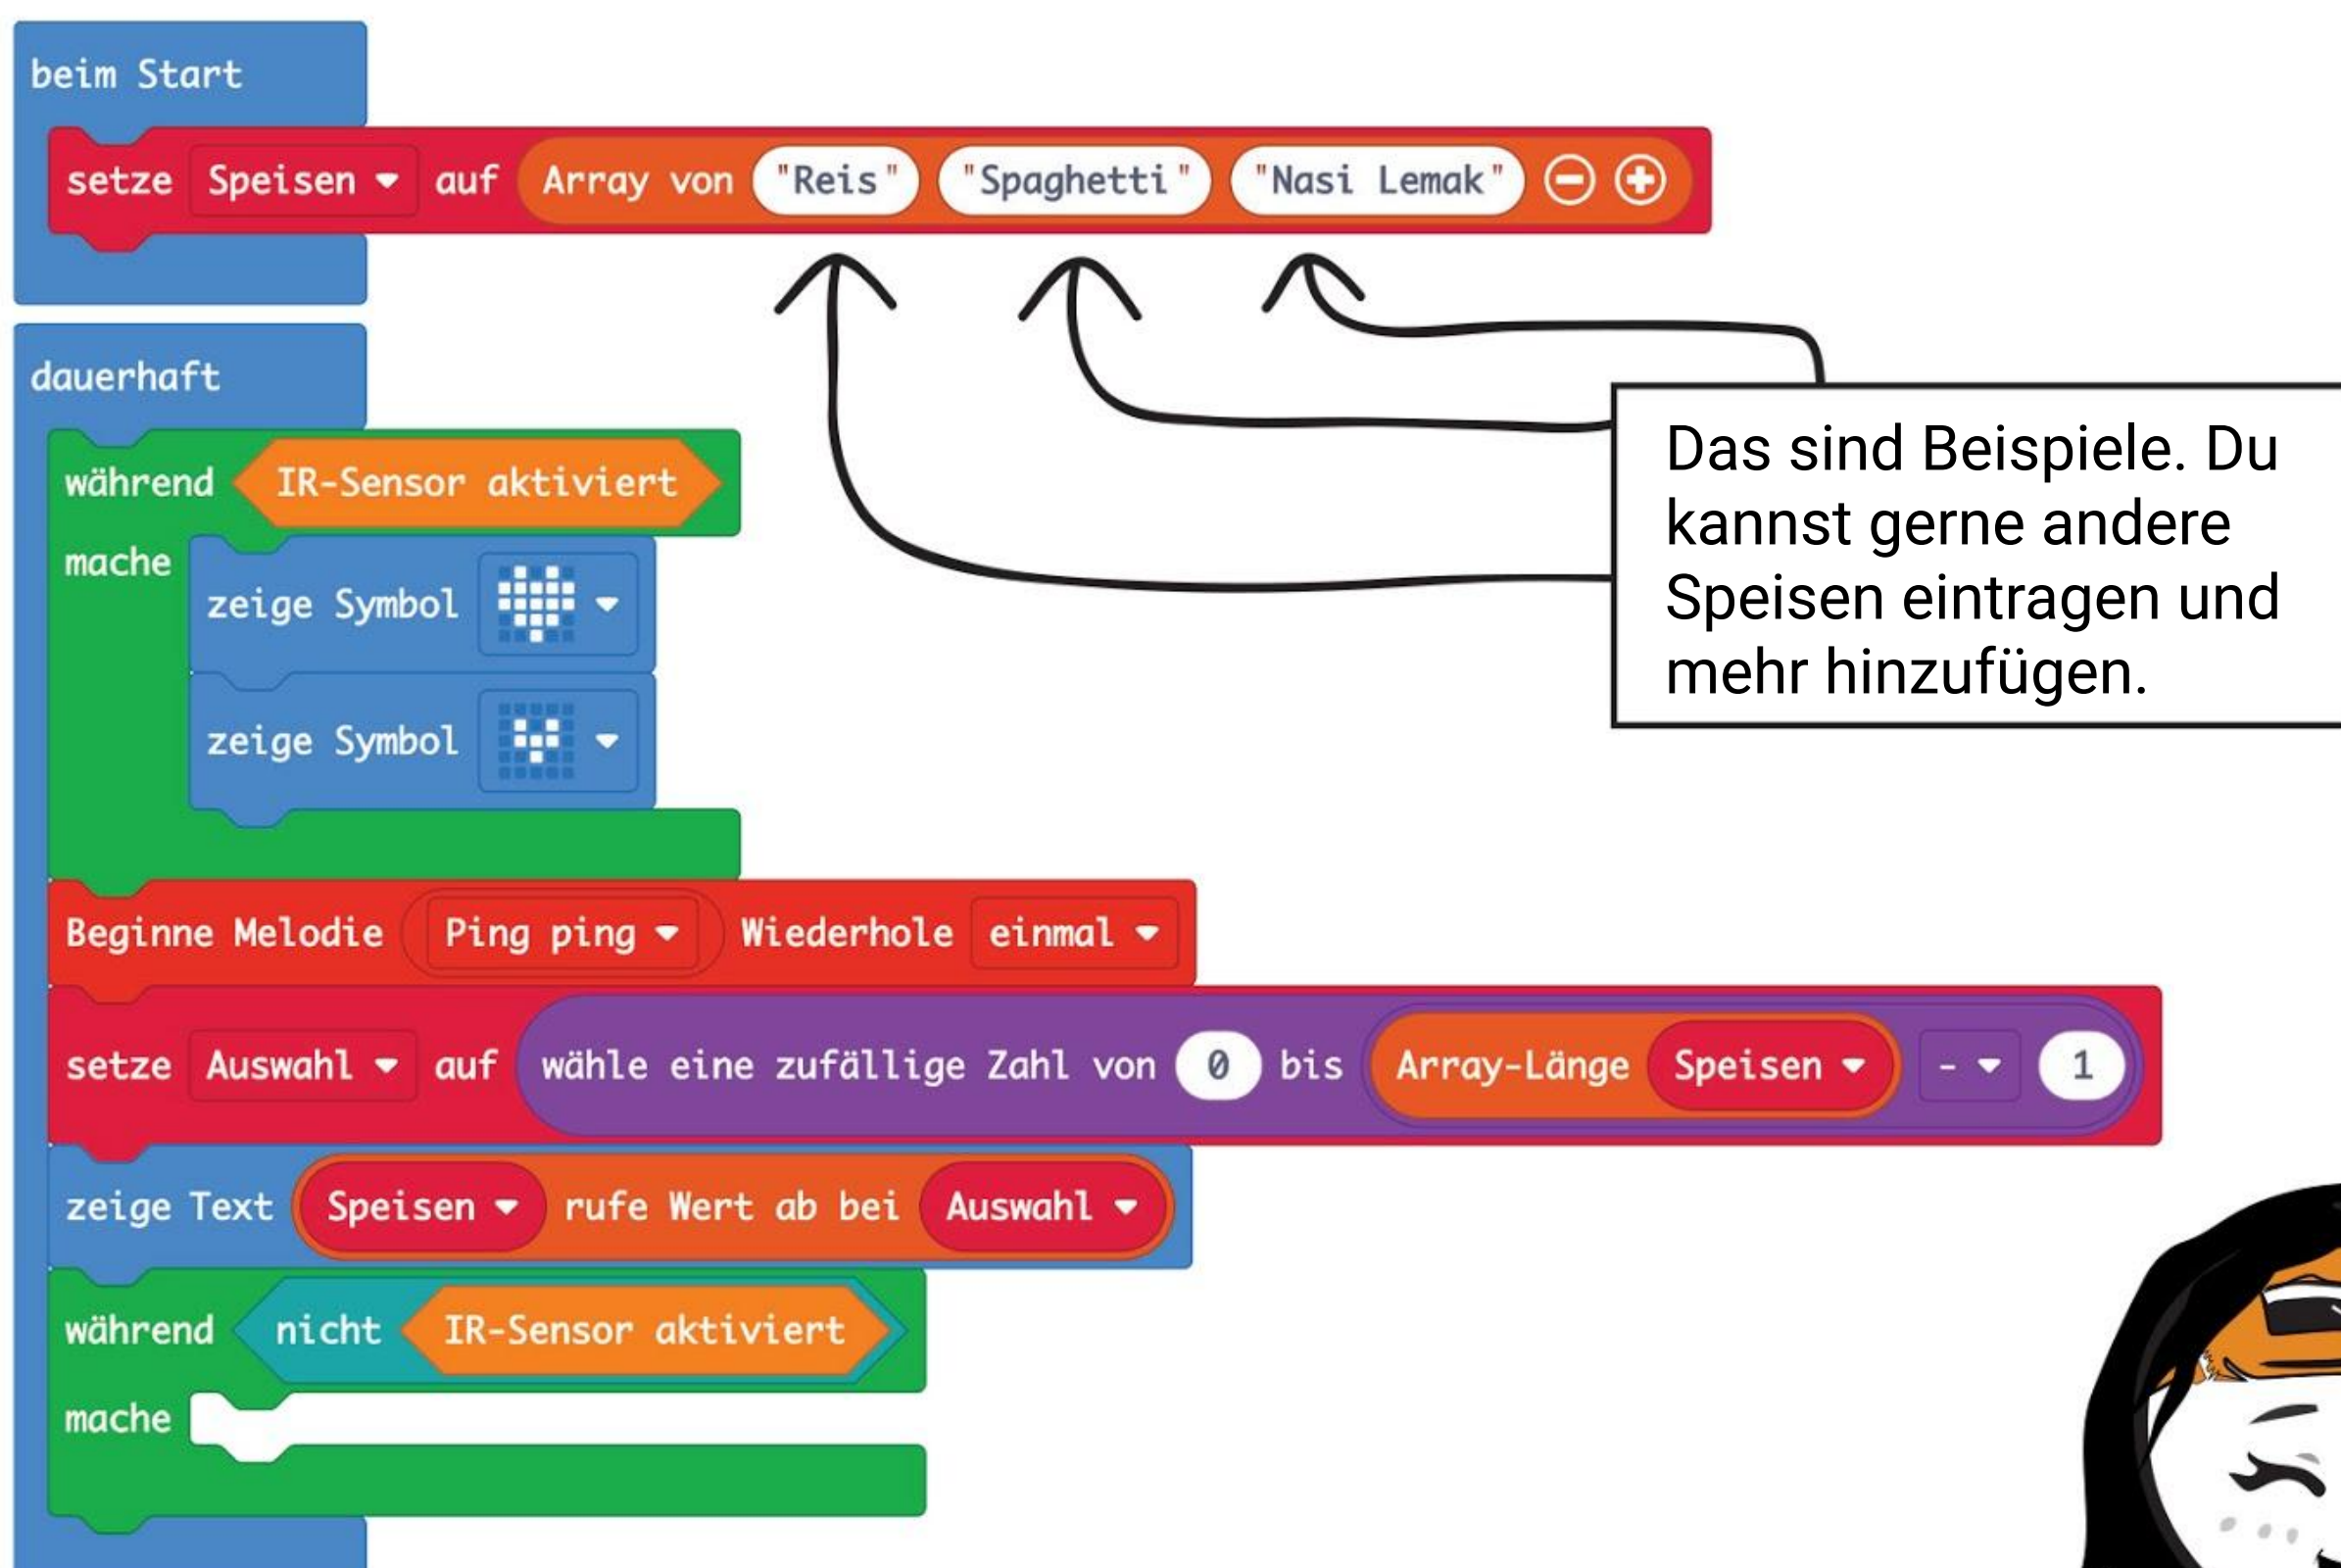 beim Start
setze Speisen auf Array von "Reis" "Spaghetti" "Nasi Lemak"
dauerhaft
während IR-Sensor aktiviert
mache
zeige Symbol
zeige Symbol
Das sind Beispiele. Du
kannst gerne andere
Speisen eintragen und
mehr hinzufügen.
Beginne Melodie Ping ping Wiederhole einmal
setze Auswahl auf wähle eine zufällige Zahl von 0 bis Array-Länge Speisen - 1
zeige Text Speisen rufe Wert ab bei Auswahl
während nicht IR-Sensor aktiviert
mache